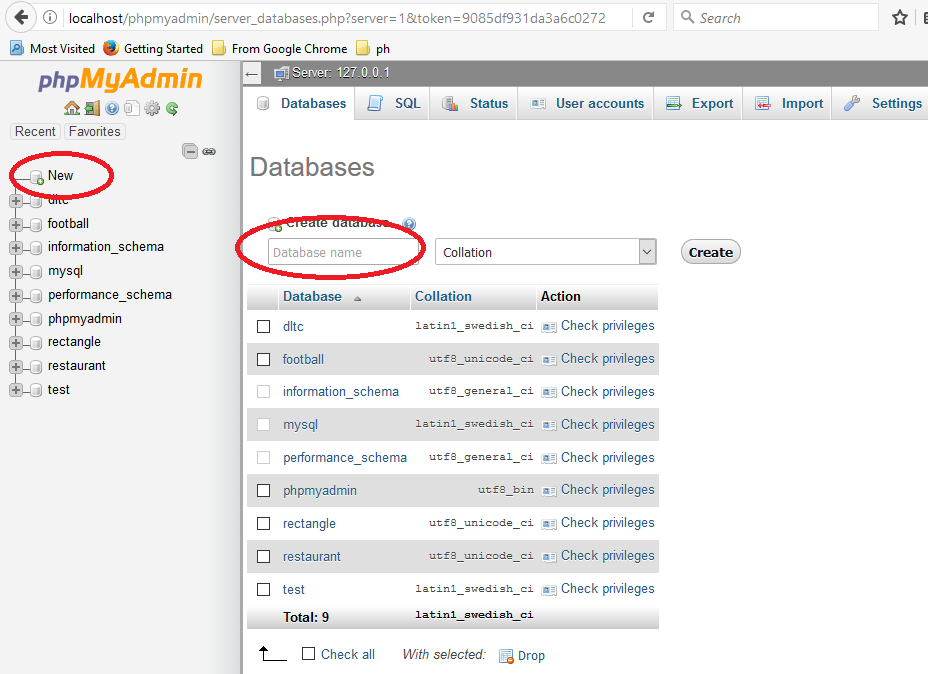 localhost/phpmyadmin/server_databases.php?server=1&token=9085df931da3a6c0272
Search
Most Visited Getting Started From Google Chrome ph
phpMyAdmin
Recent Favorites
New
dltc
football
information_schema
mysql
performance_schema
phpmyadmin
rectangle
restaurant
test
Server: 127.0.0.1
Databases SQL Status User accounts Export Import Settings
Databases
Create database
Database name Collation Create
Database Collation Action
dltc latin1_swedish_ci Check privileges
football utf8_unicode_ci Check privileges
information_schema utf8_general_ci Check privileges
mysql latin1_swedish_ci Check privileges
performance_schema utf8_general_ci Check privileges
phpmyadmin utf8_bin Check privileges
rectangle utf8_unicode_ci Check privileges
restaurant utf8_unicode_ci Check privileges
test latin1_swedish_ci Check privileges
Total: 9 latin1_swedish_ci
Check all With selected: Drop